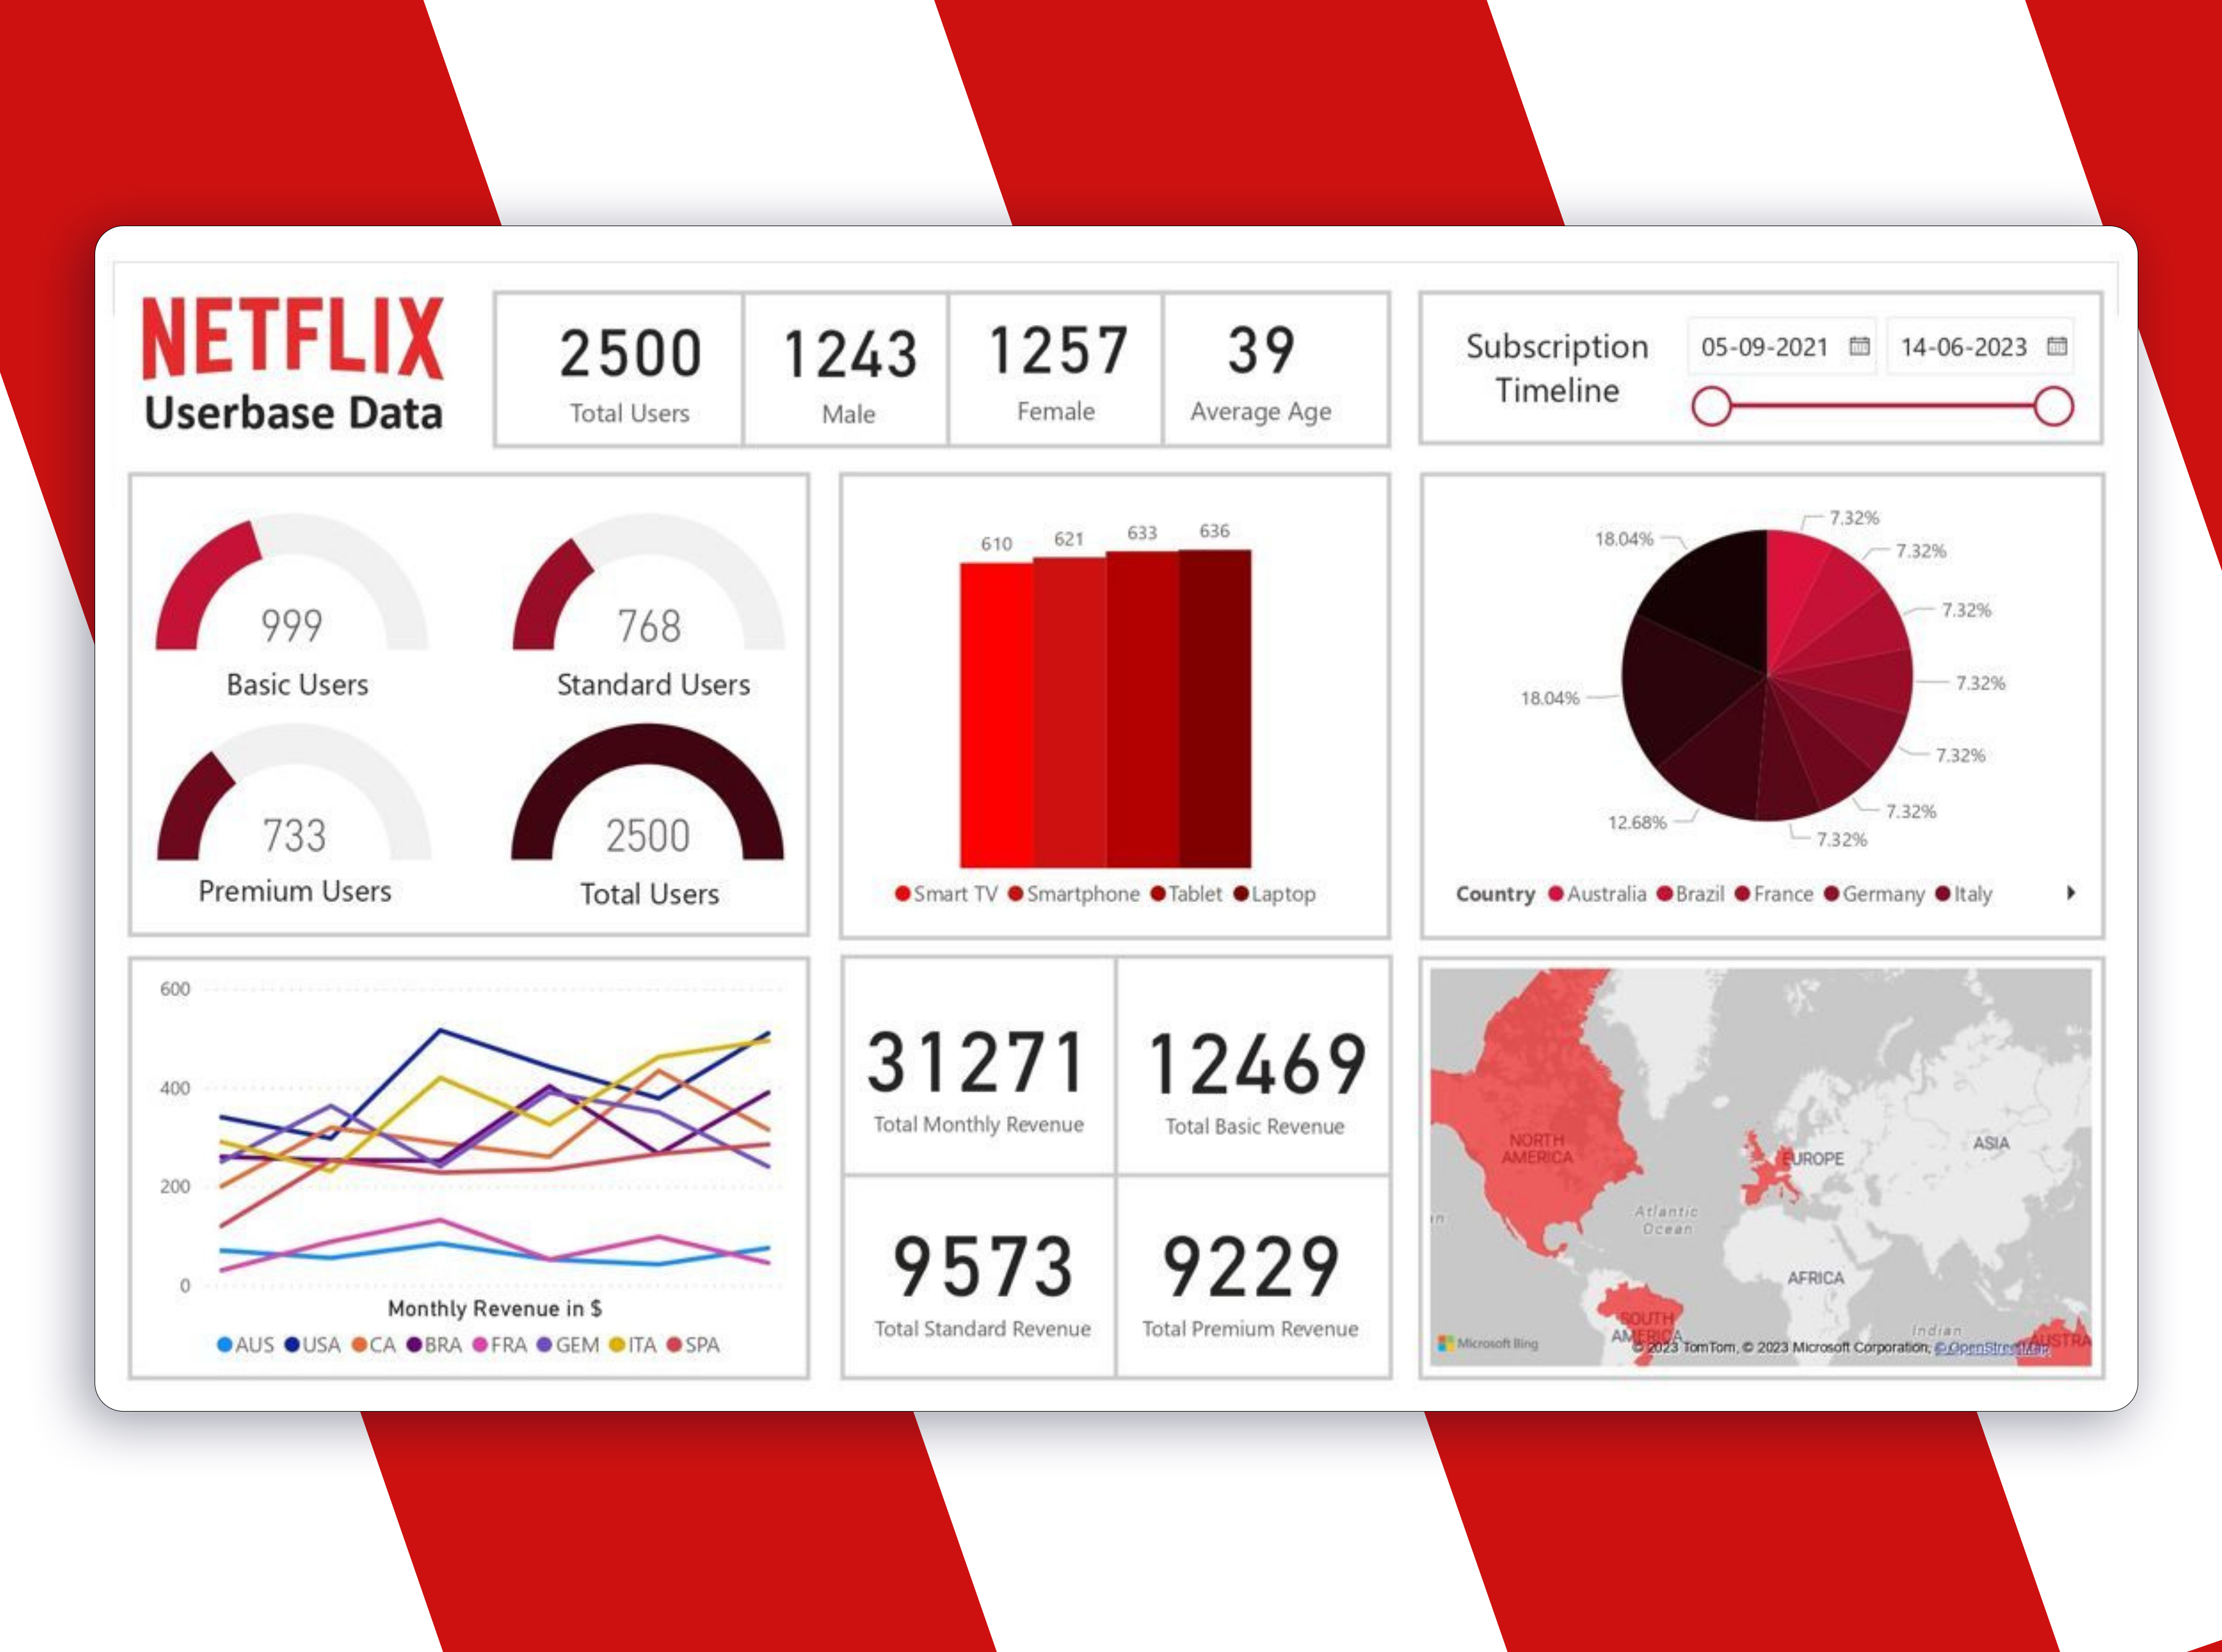 NETFLIX
Userbase Data
2500
Total Users
1243
Male
1257
Female
39
Average Age
Subscription
Timeline
05-09-2021
14-06-2023
999
Basic Users
768
Standard Users
733
Premium Users
2500
Total Users
610
621
633
636
Smart TV Smartphone Tablet Laptop
18.04%
7.32%
7.32%
7.32%
7.32%
7.32%
7.32%
7.32%
12.68%
18.04%
Country Australia Brazil France Germany Italy
600
400
200
0
Monthly Revenue in $
AUS USA CA BRA FRA GEM ITA SPA
31271
Total Monthly Revenue
12469
Total Basic Revenue
9573
Total Standard Revenue
9229
Total Premium Revenue
NORTH
AMERICA
EUROPE
ASIA
Atlantic
Ocean
AFRICA
SOUTH
AMERICA
Indian
AUSTRA
Microsoft Bing
© 2023 TomTom, © 2023 Microsoft Corporation, © OpenStreetMap